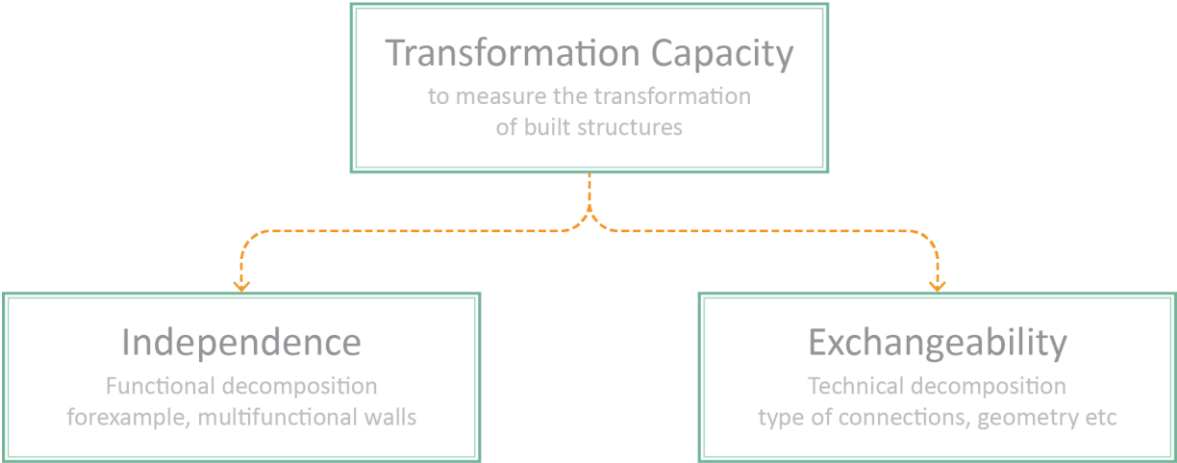 Transformation Capacity
to measure the transformation
of built structures
Independence
Functional decomposition
forexample, multifunctional walls
Exchangeability
Technical decomposition
type of connections, geometry etc